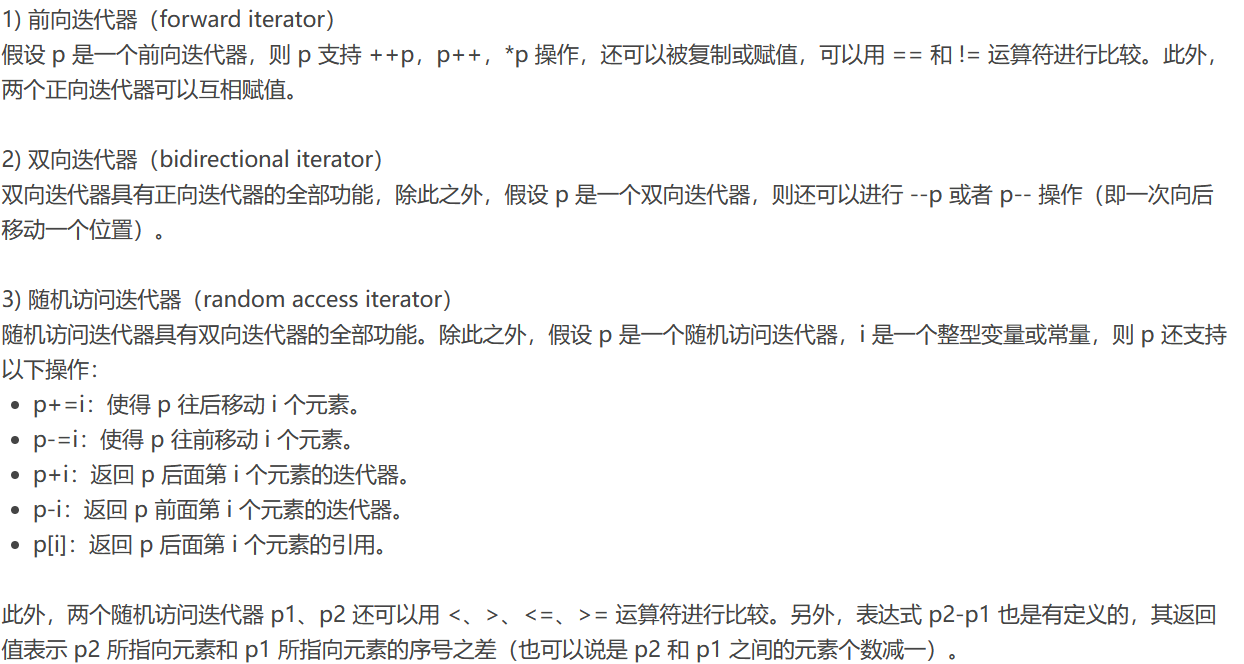 1) 前向迭代器（forward iterator）
假设 p 是一个前向迭代器，则 p 支持 ++p，p++，*p 操作，还可以被复制或赋值，可以用 == 和 != 运算符进行比较。此外，
两个正向迭代器可以互相赋值。
2) 双向迭代器（bidirectional iterator）
双向迭代器具有正向迭代器的全部功能，除此之外，假设 p 是一个双向迭代器，则还可以进行 --p 或者 p-- 操作（即一次向后
移动一个位置）。
3) 随机访问迭代器（random access iterator）
随机访问迭代器具有双向迭代器的全部功能。除此之外，假设 p 是一个随机访问迭代器，i 是一个整型变量或常量，则 p 还支持
以下操作：
• p+=i：使得 p 往后移动 i 个元素。
• p-=i：使得 p 往前移动 i 个元素。
• p+i：返回 p 后面第 i 个元素的迭代器。
• p-i：返回 p 前面第 i 个元素的迭代器。
• p[i]：返回 p 后面第 i 个元素的引用。
此外，两个随机访问迭代器 p1、p2 还可以用 <、>、<=、>= 运算符进行比较。另外，表达式 p2-p1 也是有定义的，其返回
值表示 p2 所指向元素和 p1 所指向元素的序号之差（也可以说是 p2 和 p1 之间的元素个数减一）。